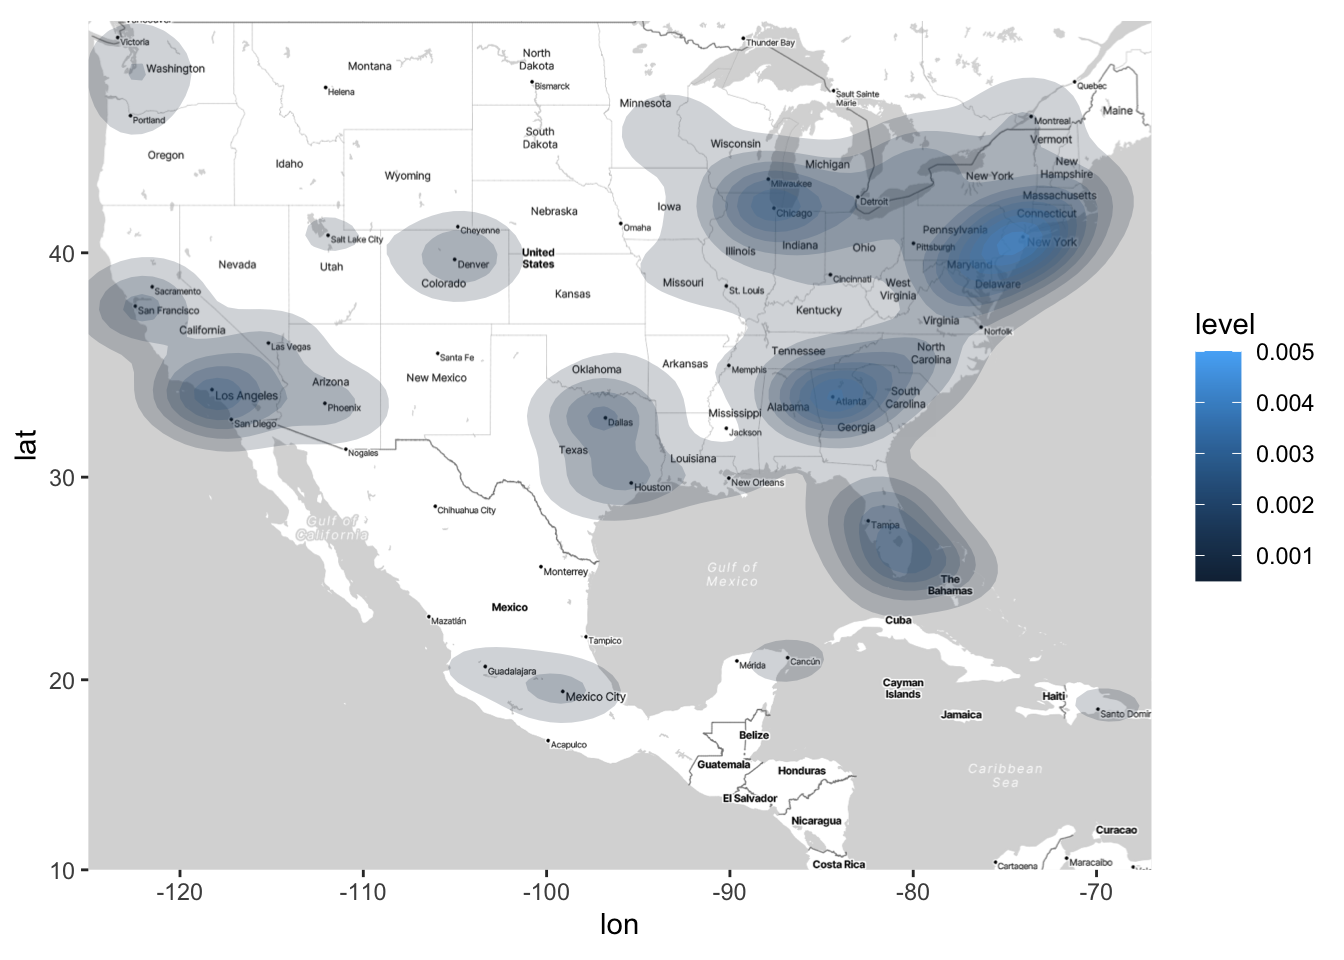 Victoria
Washington
Portland
Oregon
Montana
Helena
Idaho
North
Dakota
Bismarck
South
Dakota
Wyoming
Minnesota
Thunder Bay
Sault Sainte
Marie
Wisconsin
Michigan
Milwaukee
Detroit
Chicago
Quebec
Montreal
Maine
Vermont
New
Hampshire
New York
Massachusetts
Connecticut
New York
Pennsylvania
Pittsburgh
Maryland
Delaware
Nebraska
Iowa
Omaha
Illinois
Indiana
Ohio
Cheyenne
Denver
Colorado
United
States
Kansas
Salt Lake City
Nevada
Utah
Sacramento
San Francisco
California
Las Vegas
Los Angeles
San Diego
Arizona
Phoenix
Nogales
Santa Fe
New Mexico
Missouri
St. Louis
Cincinnati
West
Virginia
Kentucky
Virginia
Norfolk
Oklahoma
Arkansas
Memphis
Tennessee
North
Carolina
South
Carolina
Dallas
Texas
Houston
Mississippi
Jackson
Alabama
Atlanta
Georgia
Louisiana
New Orleans
Tampa
The
Bahamas
Gulf of
California
Chihuahua City
Monterrey
Gulf of
Mexico
Mexico
Mazatlán
Tampico
Guadalajara
Mexico City
Acapulco
Mérida
Cancún
Cuba
Cayman
Islands
Jamaica
Haiti
Santo Domin
Belize
Guatemala
Honduras
El Salvador
Nicaragua
Costa Rica
Caribbean
Sea
Curacao
Cartagena
Maracaibo
40
30
20
10
lat
-120
-110
-100
-90
-80
-70
lon
level
0.005
0.004
0.003
0.002
0.001